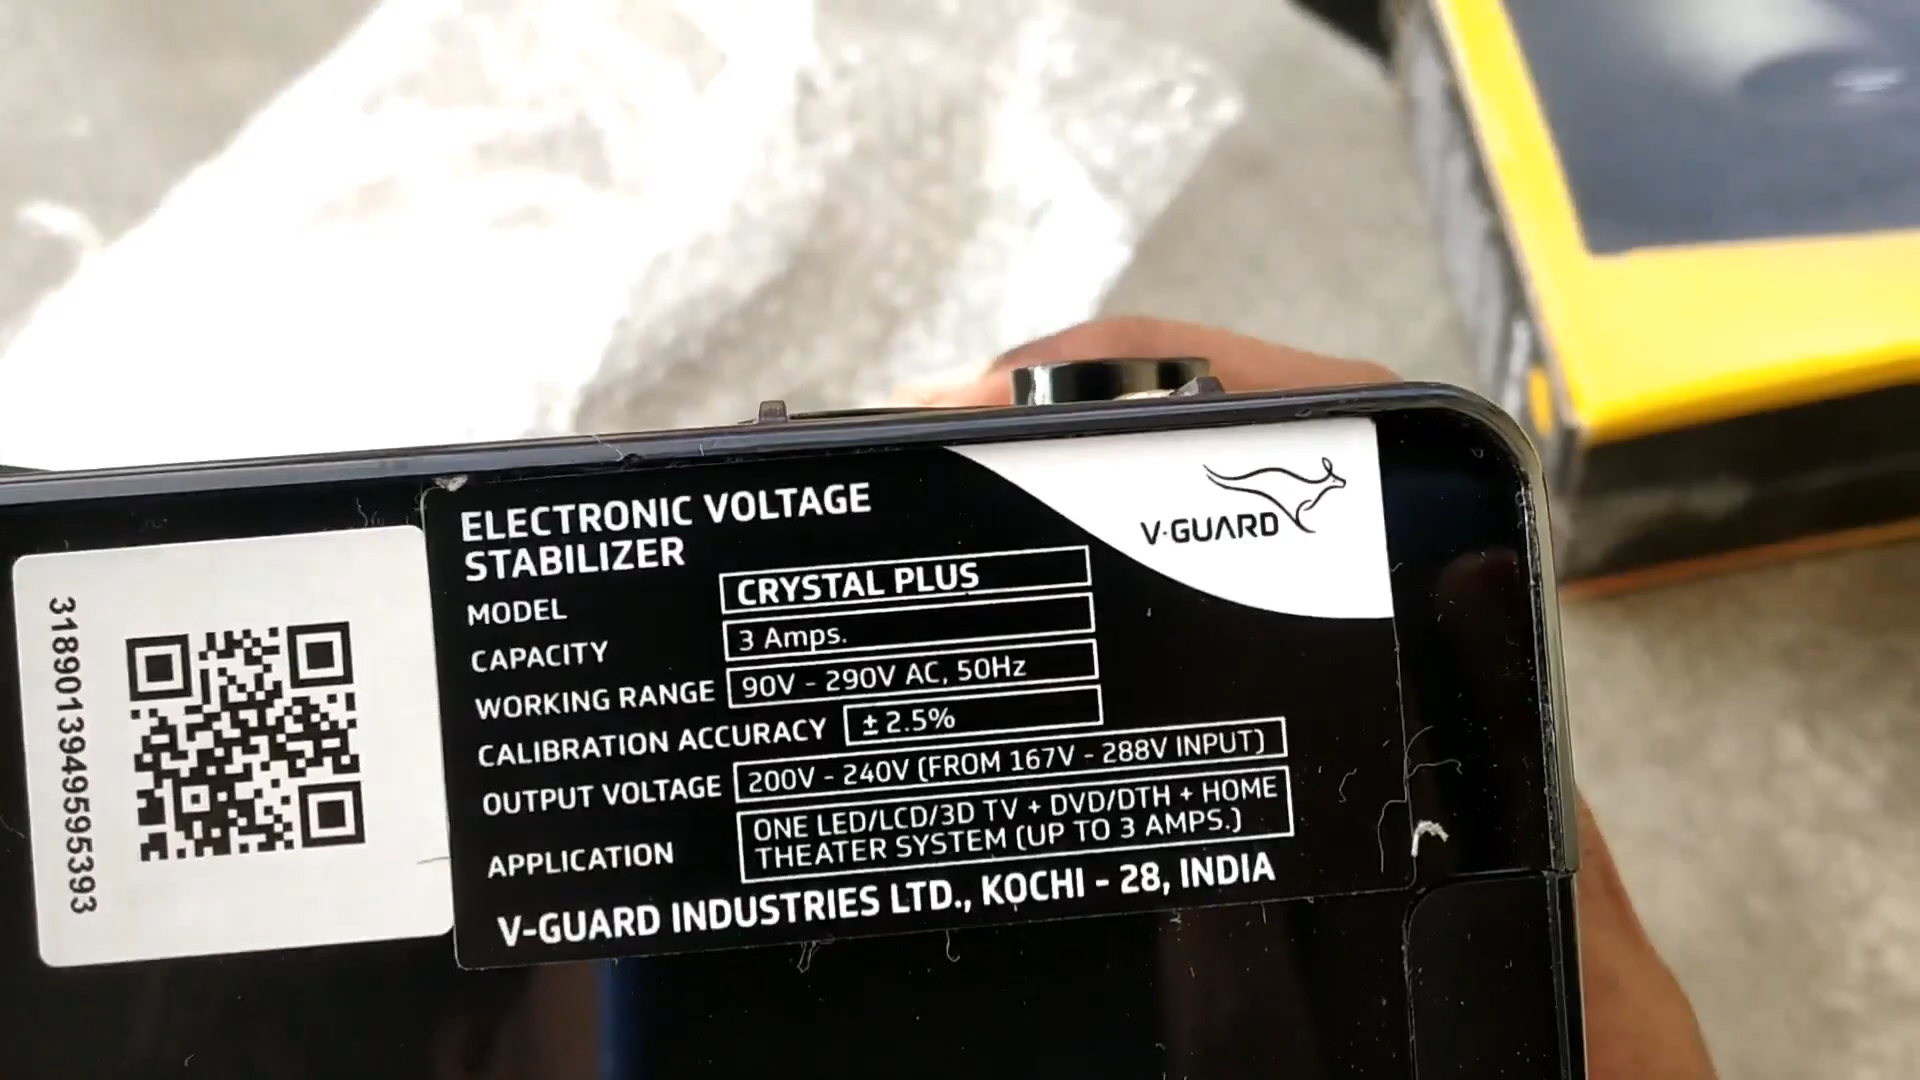 3189013949595393
ELECTRONIC VOLTAGE
STABILIZER
V-GUARD
MODEL CRYSTAL PLUS
CAPACITY 3 Amps.
WORKING RANGE 90V - 290V AC, 50Hz
CALIBRATION ACCURACY ± 2.5%
OUTPUT VOLTAGE 200V - 240V (FROM 167V - 288V INPUT)
APPLICATION ONE LED/LCD/3D TV + DVD/DTH + HOME
THEATER SYSTEM (UP TO 3 AMPS.)
V-GUARD INDUSTRIES LTD., KOCHI - 28, INDIA